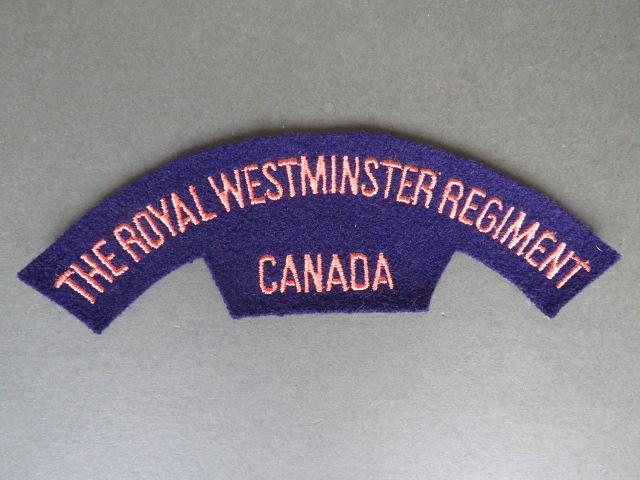 THE ROYAL WESTMINSTER REGIMENT
CANADA